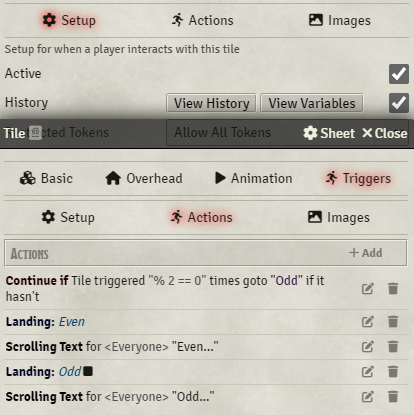 Setup Actions Images
Setup for when a player interacts with this tile
Active
History View History View Variables
Tile cted Tokens Allow All Tokens Sheet Close
Basic Overhead Animation Triggers
Setup Actions Images
Actions + Add
Continue if Tile triggered "% 2 == 0" times goto "Odd" if it
hasn't
Landing: Even
Scrolling Text for <Everyone> "Even..."
Landing: Odd
Scrolling Text for <Everyone> "Odd..."